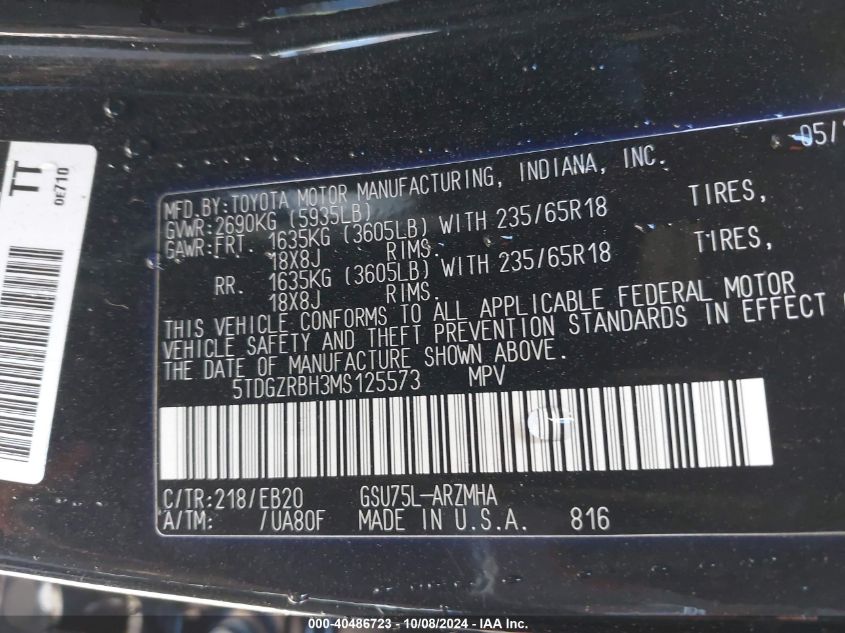 TT
0E710
05/
MFD.BY:TOYOTA MOTOR MANUFACTURING, INDIANA, INC.
GVWR:2690KG (5935LB)
GAWR:FRT. 1635KG (3605LB) WITH 235/65R18 TIRES,
18X8J RIMS.
RR. 1635KG (3605LB) WITH 235/65R18 TIRES,
18X8J RIMS.
THIS VEHICLE CONFORMS TO ALL APPLICABLE FEDERAL MOTOR
VEHICLE SAFETY AND THEFT PREVENTION STANDARDS IN EFFECT
THE DATE OF MANUFACTURE SHOWN ABOVE.
5TDGZRBH3MS125573 MPV
C/TR:218/EB20 GSU75L-ARZMHA
A/TM: /UA80F MADE IN U.S.A. 816
000-40486723 - 10/08/2024 - IAA Inc.